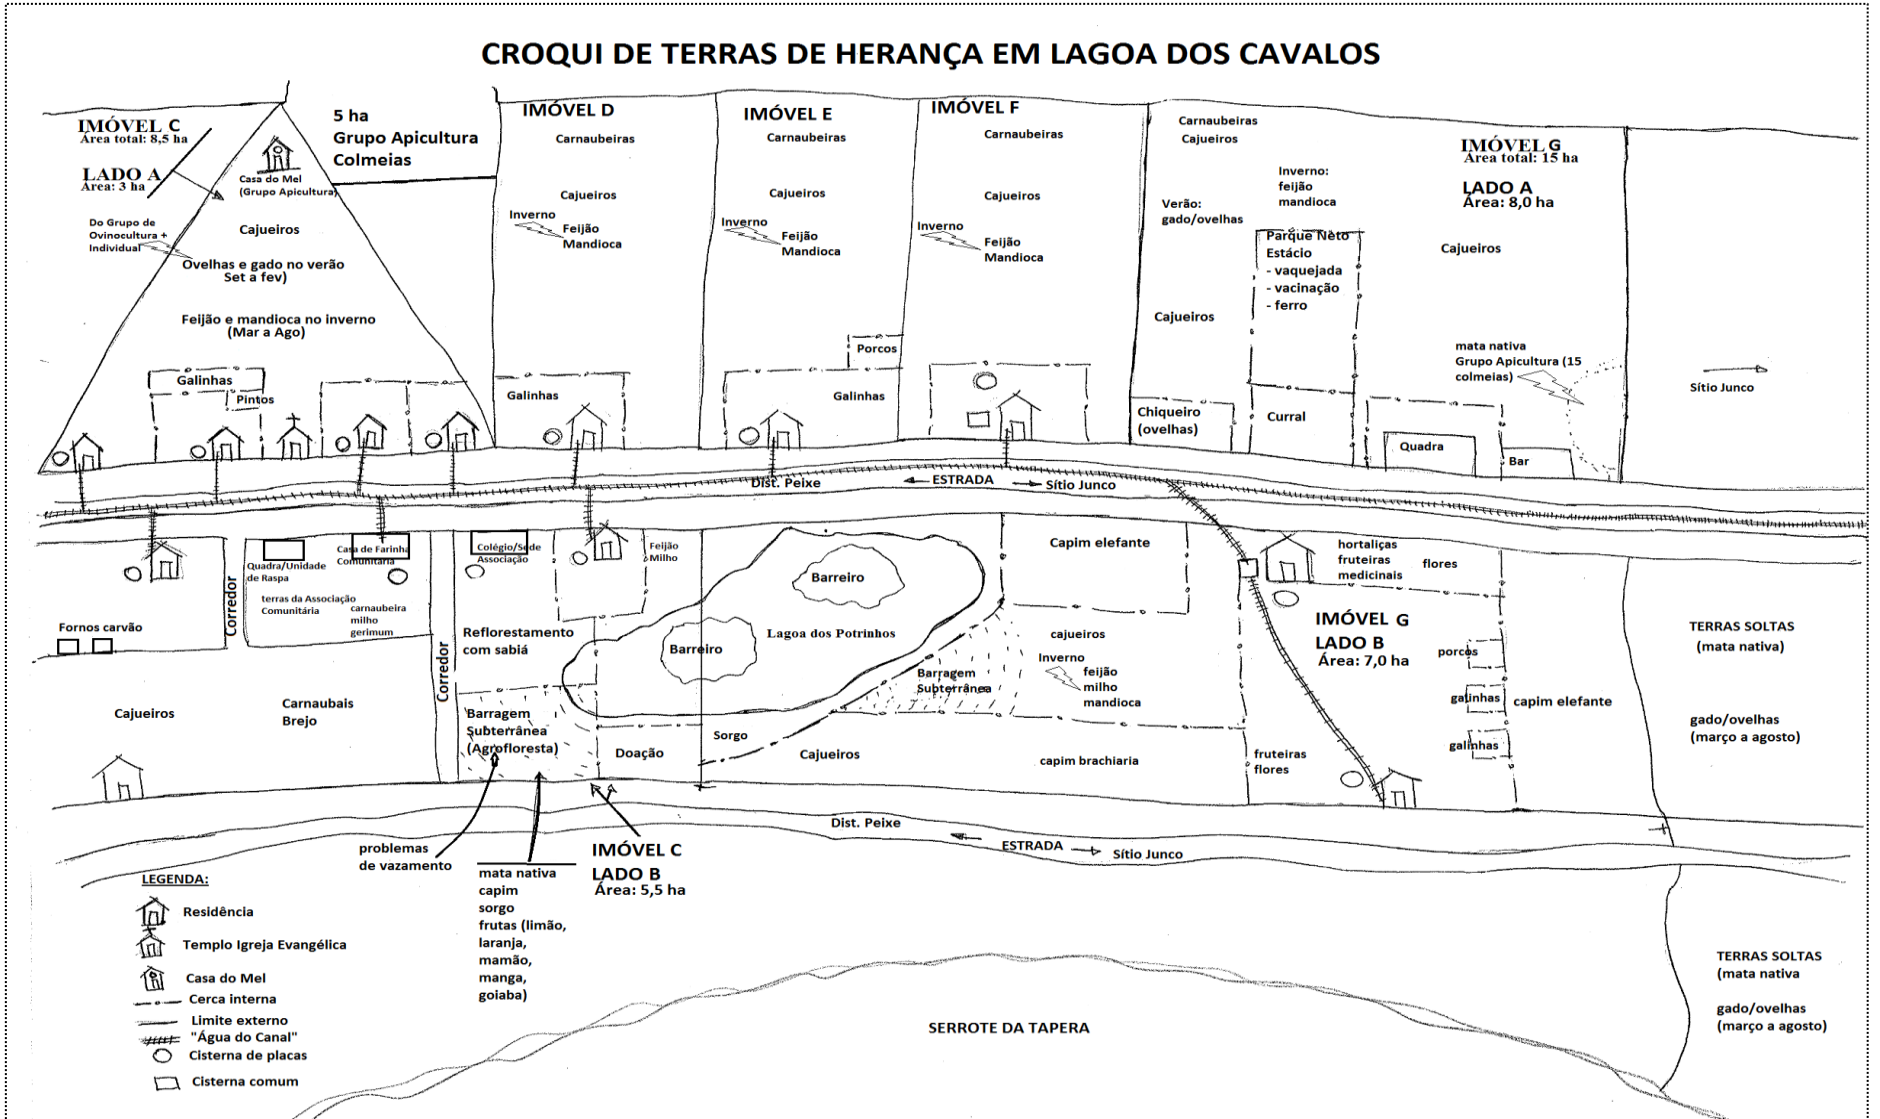 CROQUI DE TERRAS DE HERANÇA EM LAGOA DOS CAVALOS
IMÓVEL C
Área total: 8,5 ha
LADO A
Área: 3 ha
Do Grupo de
Ovinocultura +
Individual
Casa do Mel
(Grupo Apicultura)
Cajueiros
Ovelhas e gado no verão
Set a fev)
Feijão e mandioca no inverno
(Mar a Ago)
Galinhas
Pintos
5 ha
Grupo Apicultura
Colmeias
IMÓVEL D
Carnaubeiras
Cajueiros
Inverno
Feijão
Mandioca
Galinhas
IMÓVEL E
Carnaubeiras
Cajueiros
Inverno
Feijão
Mandioca
Porcos
Galinhas
IMÓVEL F
Carnaubeiras
Cajueiros
Inverno
Feijão
Mandioca
Carnaubeiras
Cajueiros
Verão:
gado/ovelhas
Inverno:
feijão
mandioca
Cajueiros
Parque Neto
Estácio
- vaquejada
- vacinação
- ferro
Chiqueiro
(ovelhas)
Curral
IMÓVEL G
Área total: 15 ha
LADO A
Área: 8,0 ha
Cajueiros
mata nativa
Grupo Apicultura (15
colmeias)
Quadra
Bar
Sítio Junco
Dist. Peixe
ESTRADA
Sítio Junco
Corredor
Fornos carvão
Cajueiros
Quadra/Unidade
de Raspa
Casa de Farinha
Comunitária
terras da Associação
Comunitária
carnaubeira
milho
gerimum
Carnaubais
Brejo
Corredor
Colégio/Sede
Associação
Feijão
Milho
Reflorestamento
com sabiá
Barragem
Subterrânea
(Agrofloresta)
Doação
Barreiro
Barreiro
Lagoa dos Potrinhos
Sorgo
Cajueiros
Barragem
Subterrânea
Capim elefante
cajueiros
Inverno
feijão
milho
mandioca
capim brachiaria
hortaliças
fruteiras
medicinais
flores
IMÓVEL G
LADO B
Área: 7,0 ha
porcos
galinhas
galinhas
capim elefante
fruteiras
flores
TERRAS SOLTAS
(mata nativa)
gado/ovelhas
(março a agosto)
Dist. Peixe
ESTRADA
Sítio Junco
problemas
de vazamento
mata nativa
capim
sorgo
frutas (limão,
laranja,
mamão,
manga,
goiaba)
IMÓVEL C
LADO B
Área: 5,5 ha
LEGENDA:
Residência
Templo Igreja Evangélica
Casa do Mel
Cerca interna
Limite externo
"Água do Canal"
Cisterna de placas
Cisterna comum
SERROTE DA TAPERA
TERRAS SOLTAS
(mata nativa
gado/ovelhas
(março a agosto)